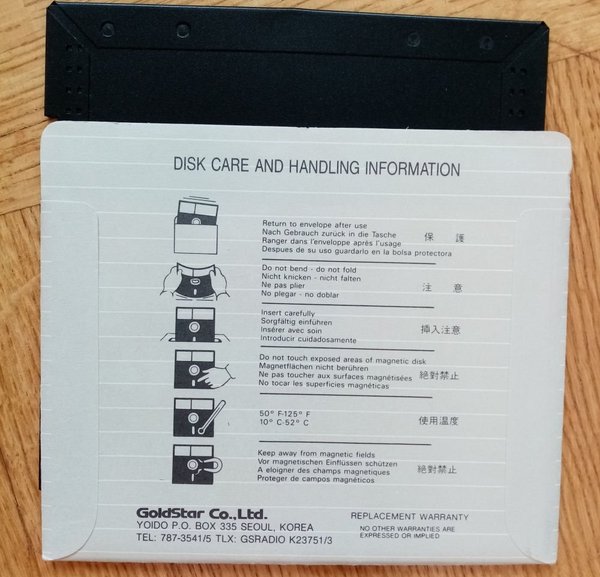 DISK CARE AND HANDLING INFORMATION
Return to envelope after use
Nach Gebrauch zurück in die Tasche
Ranger dans l'enveloppe aprés l'usage
Despues de su uso guardarlo en la bolsa protectora
保 護
Do not bend - do not fold
Nicht knicken - nicht falten
Ne pas plier
No plegar - no doblar
注 意
Insert carefully
Sorgfältig einführen
Insérer avec soin
Introducir cuidadosamente
挿入注意
Do not touch exposed areas of magnetic disk
Magnetflächen nicht berühren
Ne pas toucher aux surfaces magnétisées
No tocar las superficies magnéticas
絕對禁止
50° F-125° F
10° C-52° C
使用温度
Keep away from magnetic fields
Vor magnetischen Einflüssen schützen
A eloigner des champs magnetiques
Proteger de campos magnéticos
絕對禁止
GoldStar Co.,Ltd.
YOIDO P.O. BOX 335 SEOUL, KOREA
TEL: 787-3541/5 TLX: GSRADIO K23751/3
REPLACEMENT WARRANTY
NO OTHER WARRANTIES ARE
EXPRESSED OR IMPLIED